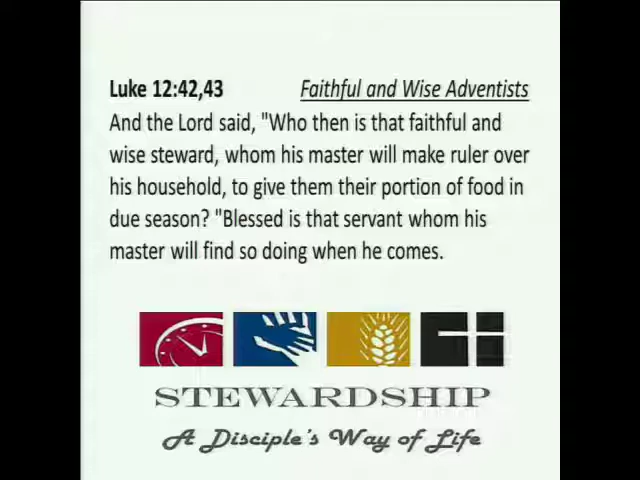 Luke 12:42,43 Faithful and Wise Adventists
And the Lord said, "Who then is that faithful and
wise steward, whom his master will make ruler over
his household, to give them their portion of food in
due season? "Blessed is that servant whom his
master will find so doing when he comes.
STEWARDSHIP
A Disciple's Way of Life